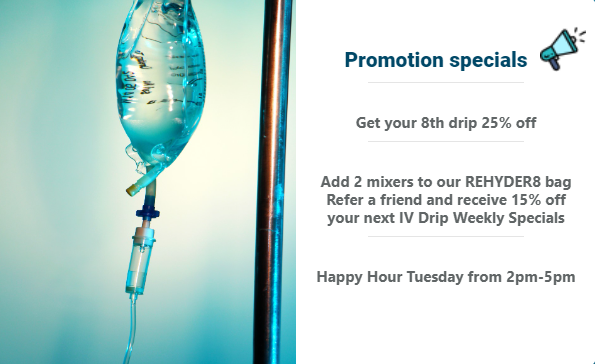 Promotion specials
Get your 8th drip 25% off
Add 2 mixers to our REHYDER8 bag
Refer a friend and receive 15% off
your next IV Drip Weekly Specials
Happy Hour Tuesday from 2pm-5pm